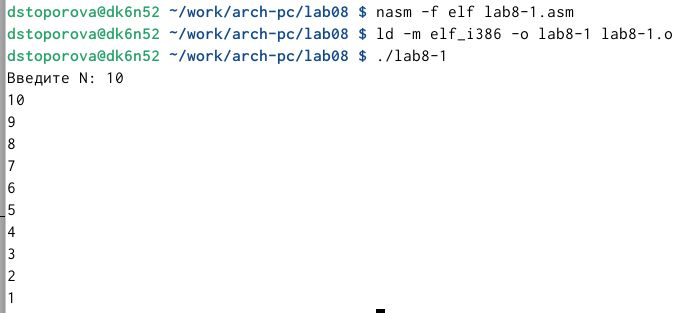 dstoporova@dk6n52 ~/work/arch-pc/lab08 $ nasm -f elf lab8-1.asm
dstoporova@dk6n52 ~/work/arch-pc/lab08 $ ld -m elf_i386 -o lab8-1 lab8-1.o
dstoporova@dk6n52 ~/work/arch-pc/lab08 $ ./lab8-1
Введите N: 10
10
9
8
7
6
5
4
3
2
1